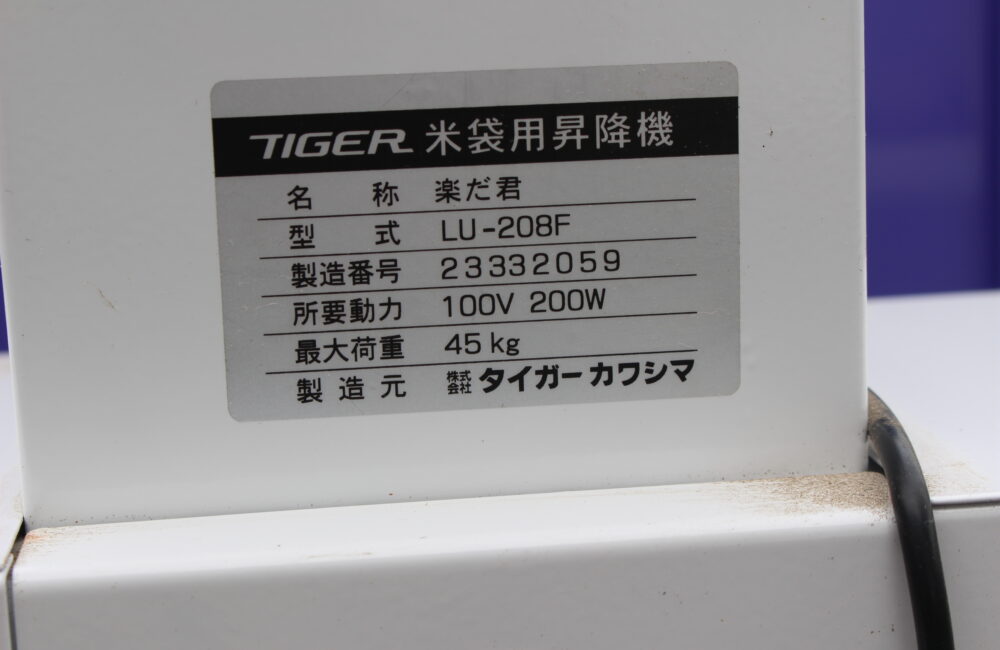 TIGER 米袋用昇降機
名称 楽だ君
型式 LU-208F
製造番号 23332059
所要動力 100V 200W
最大荷重 45kg
製造元 株式会社 タイガーカワシマ